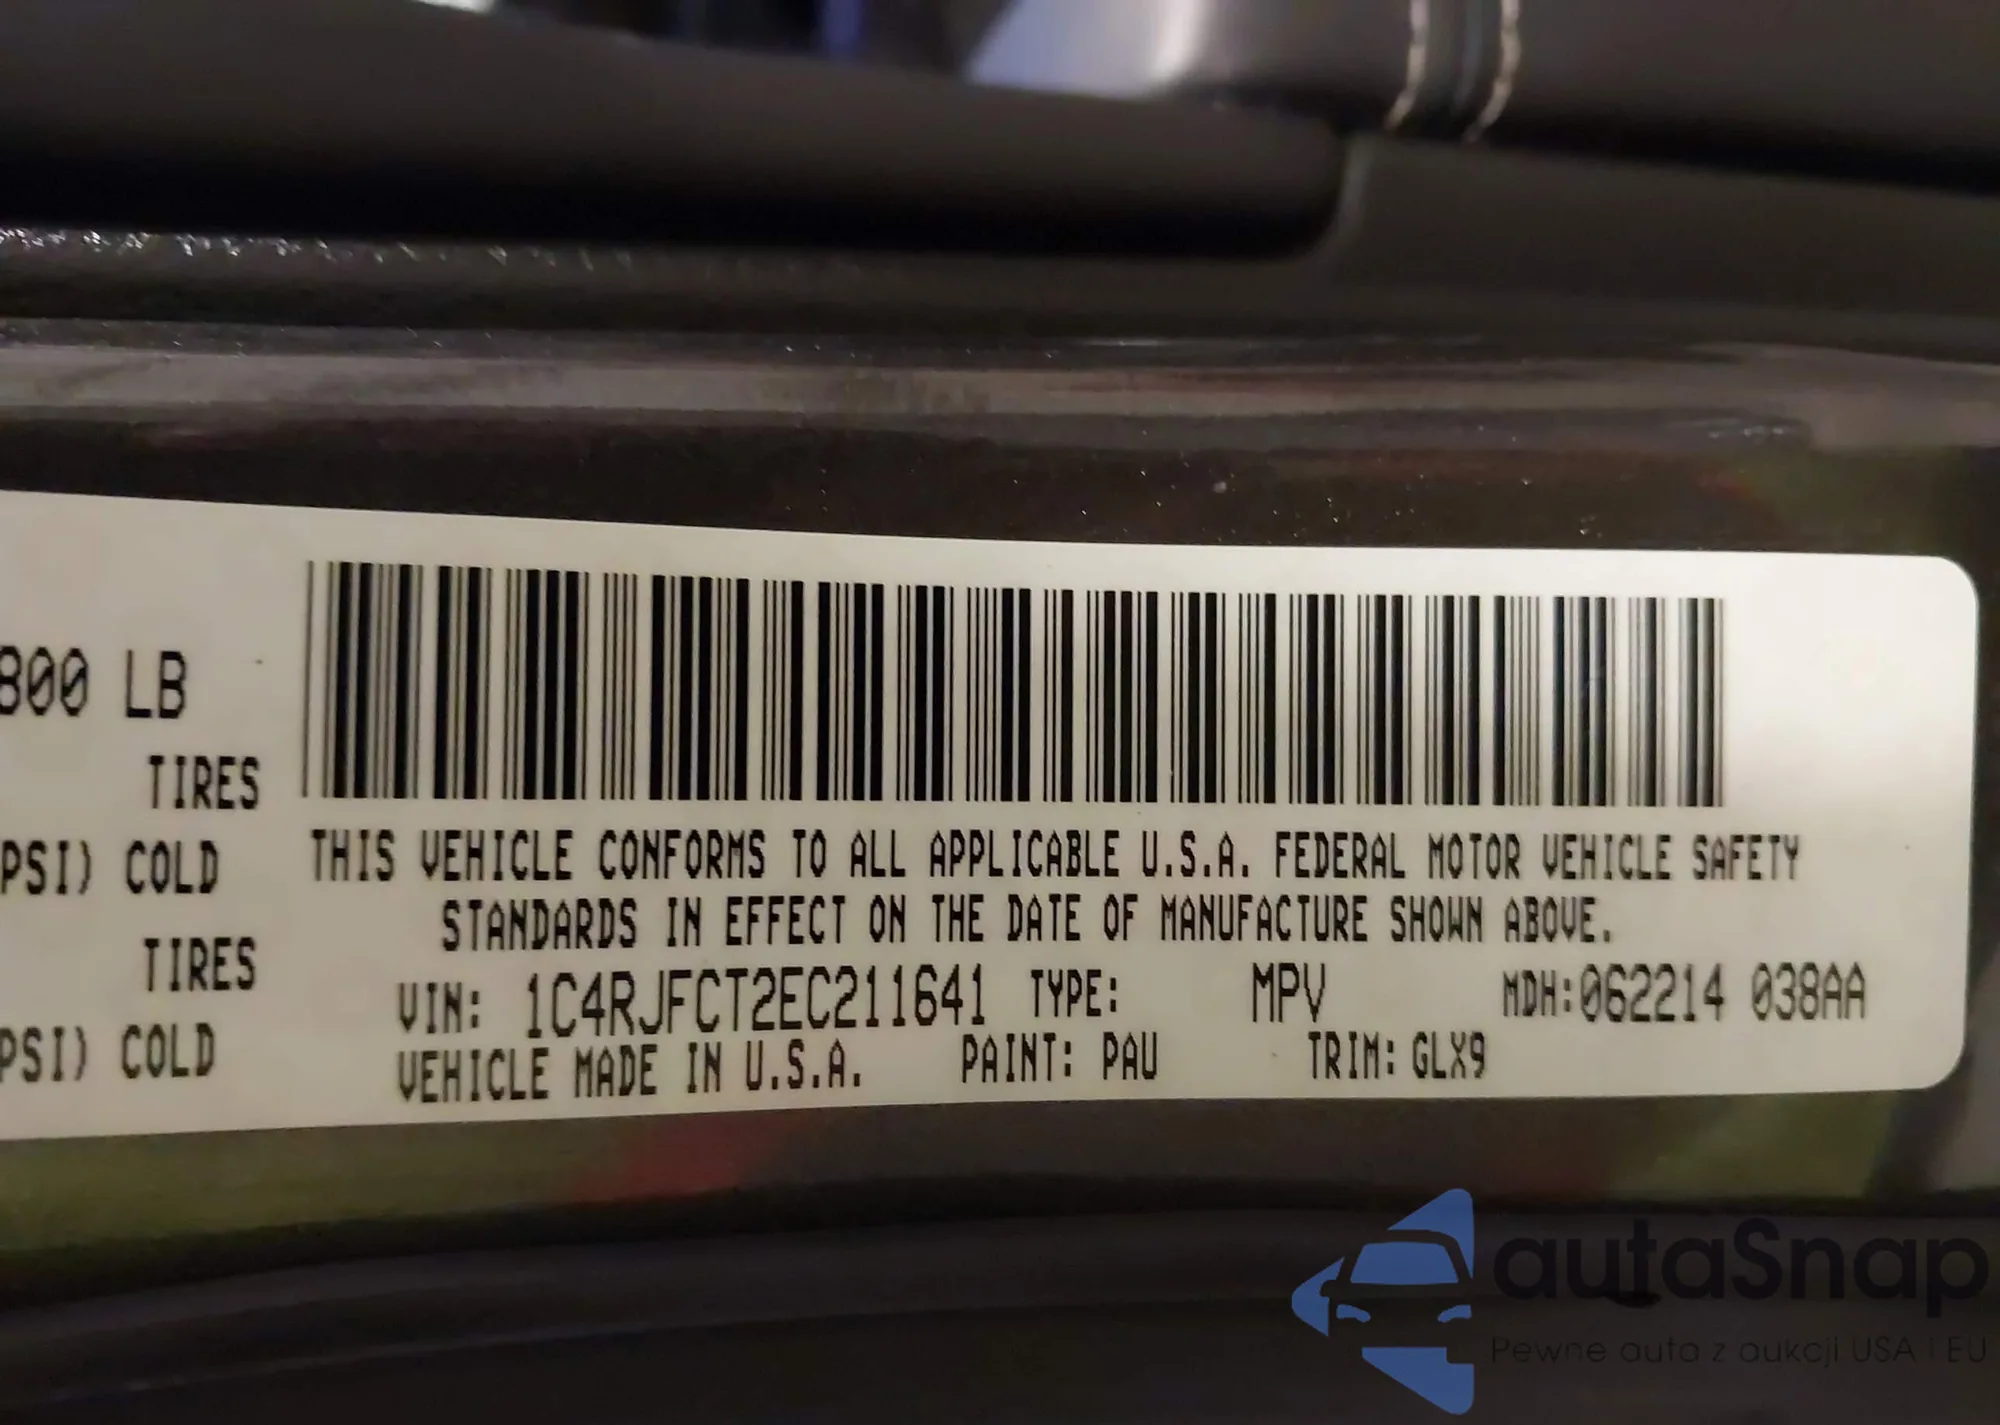 800 LB
TIRES
PSI) COLD
TIRES
PSI) COLD
THIS VEHICLE CONFORMS TO ALL APPLICABLE U.S.A. FEDERAL MOTOR VEHICLE SAFETY
STANDARDS IN EFFECT ON THE DATE OF MANUFACTURE SHOWN ABOVE.
VIN: 1C4RJFCT2EC211641 TYPE: MPV MDH:062214 038AA
VEHICLE MADE IN U.S.A. PAINT: PAU TRIM: GLX9
autaSnap
Pewne auta z aukcji USA i EU